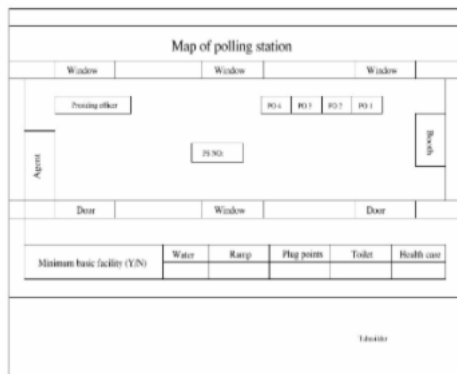 Map of polling station
Window Window Window
Presiding officer PO 4 PO 3 PO 2 PO 1
Booth
PS NO:
Agent
Door Window Door
Minimum basic facility (Y/N) Water Ramp Plug points Toilet Health care